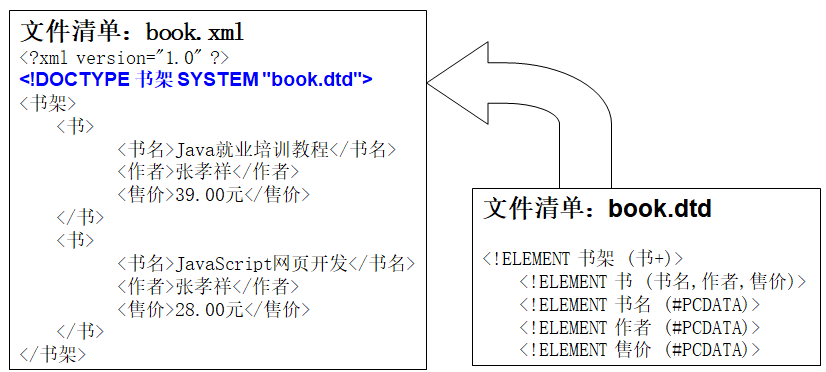 文件清单：book.xml
<?xml version="1.0" ?>
<!DOCTYPE 书架 SYSTEM "book.dtd">
<书架>
<书>
<书名>Java就业培训教程</书名>
<作者>张孝祥</作者>
<售价>39.00元</售价>
</书>
<书>
<书名>JavaScript网页开发</书名>
<作者>张孝祥</作者>
<售价>28.00元</售价>
</书>
</书架>
文件清单：book.dtd
<!ELEMENT 书架 (书+)>
<!ELEMENT 书 (书名,作者,售价)>
<!ELEMENT 书名 (#PCDATA)>
<!ELEMENT 作者 (#PCDATA)>
<!ELEMENT 售价 (#PCDATA)>